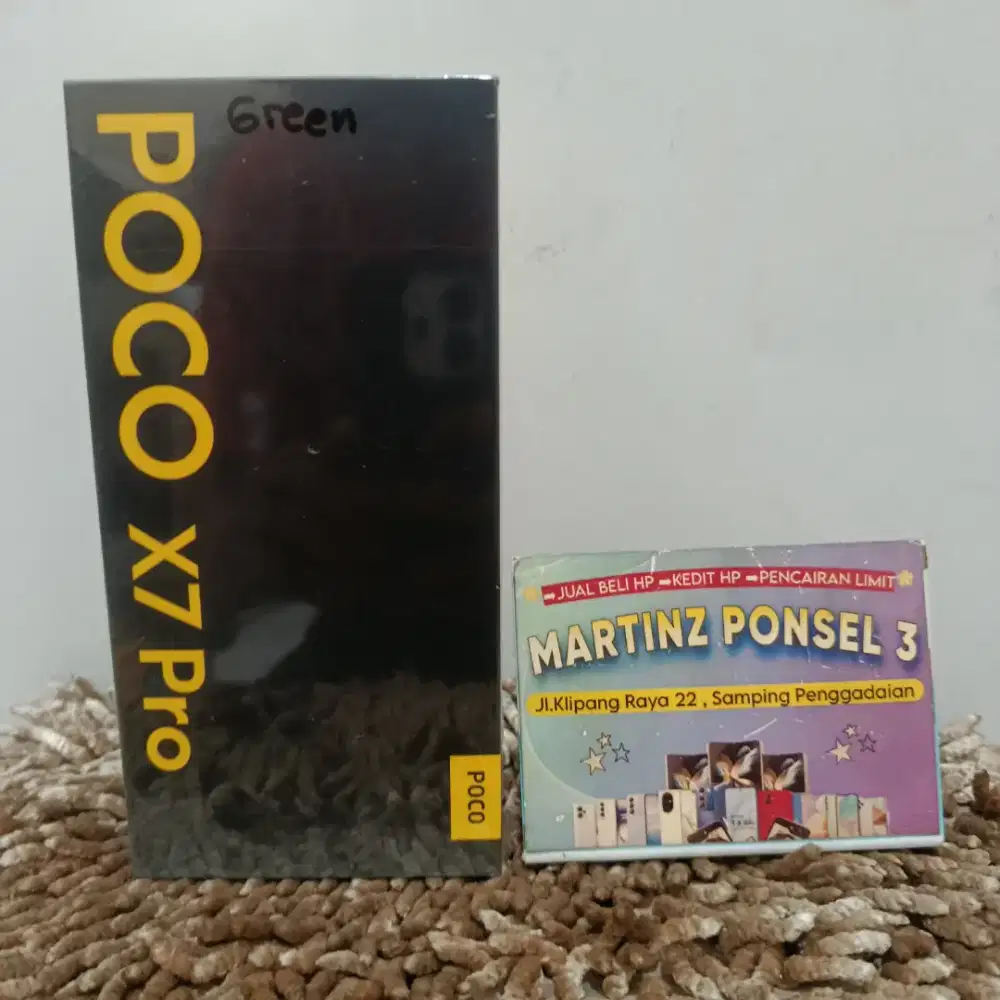 Green
POCO X7 Pro
POCO
JUAL BELI HP KEDIT HP PENCAIRAN LIMIT
MARTINZ PONSEL 3
Jl.Klipang Raya 22 , Samping Penggadaian